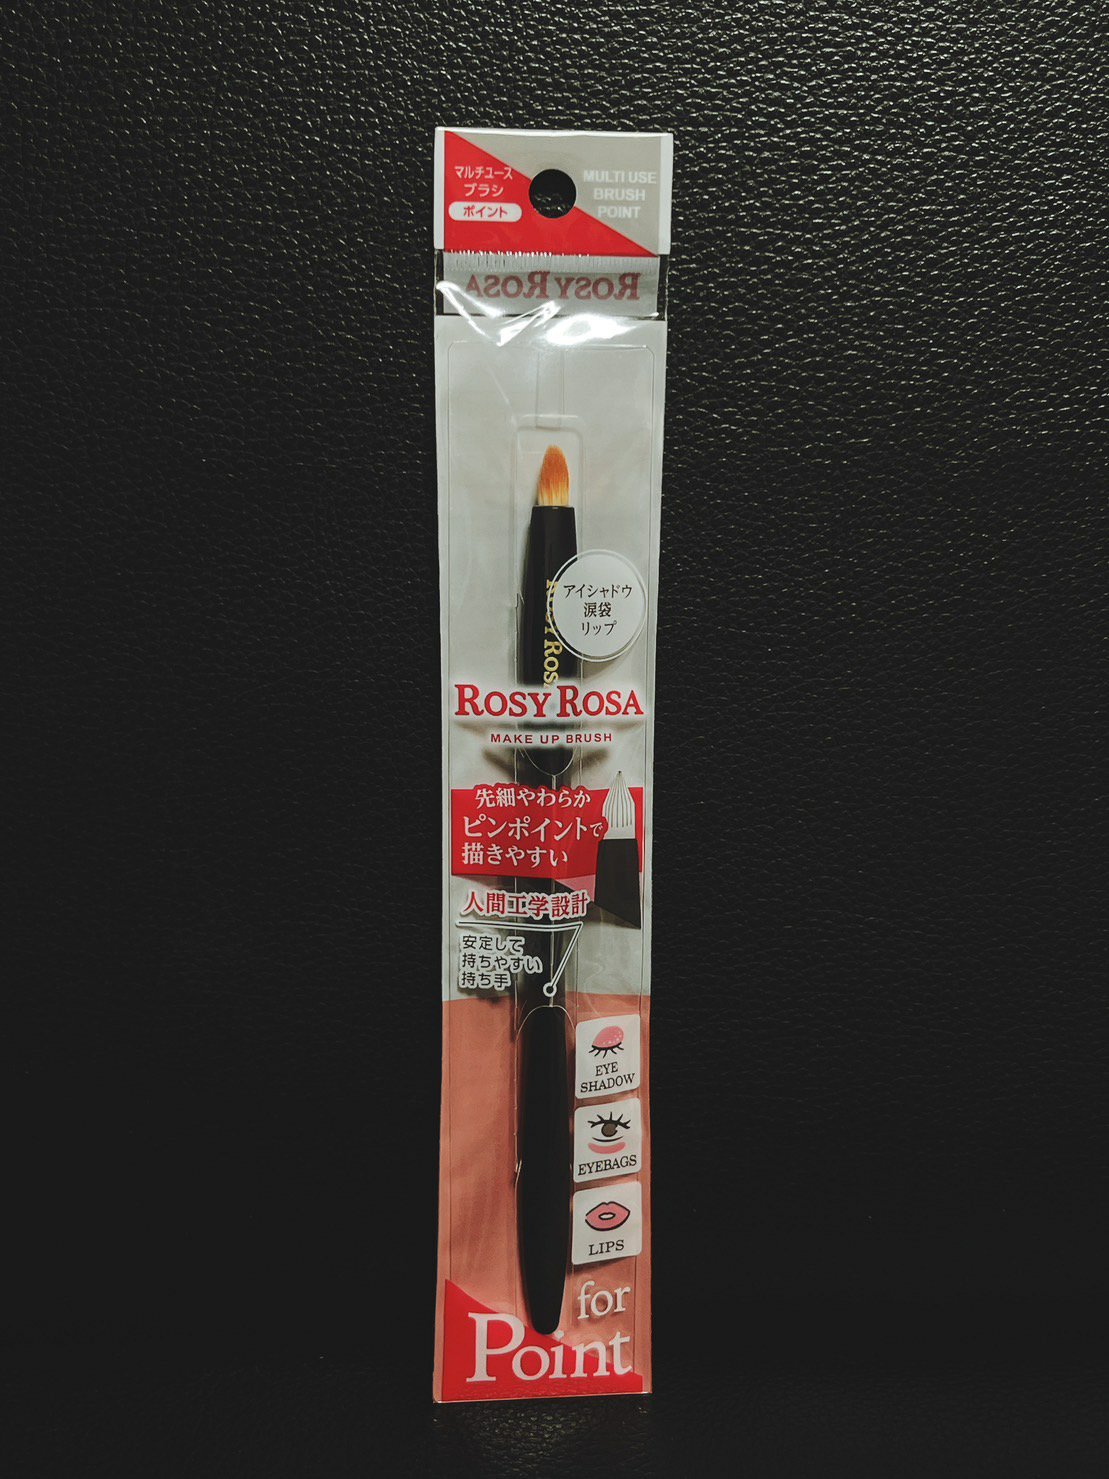 マルチユース
ブラシ
ポイント
MULTI USE
BRUSH
POINT
ROSY ROSA
アイシャドウ
涙袋
リップ
ROSY ROSA
MAKE UP BRUSH
先細やわらか
ピンポイントで
描きやすい
人間工学設計
安定して
持ちやすい
持ち手
EYE
SHADOW
EYEBAGS
LIPS
for
Point